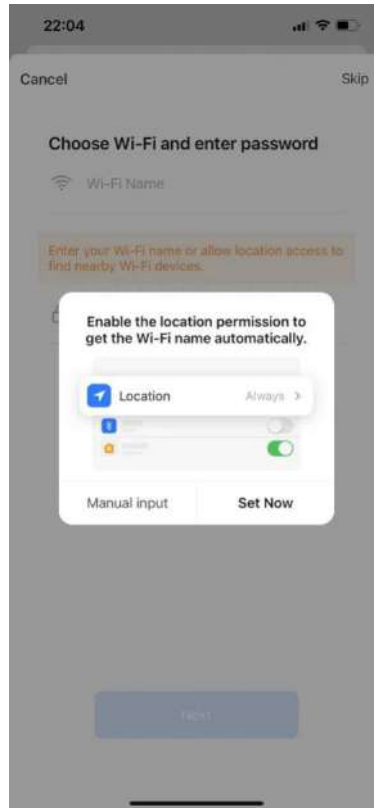 22:04
Cancel
Skip
Choose Wi-Fi and enter password
Wi-Fi Name
Enter your Wi-Fi name or allow location access to
find nearby Wi-Fi devices.
Enable the location permission to
get the Wi-Fi name automatically.
Location
Always >
Manual input
Set Now
Next